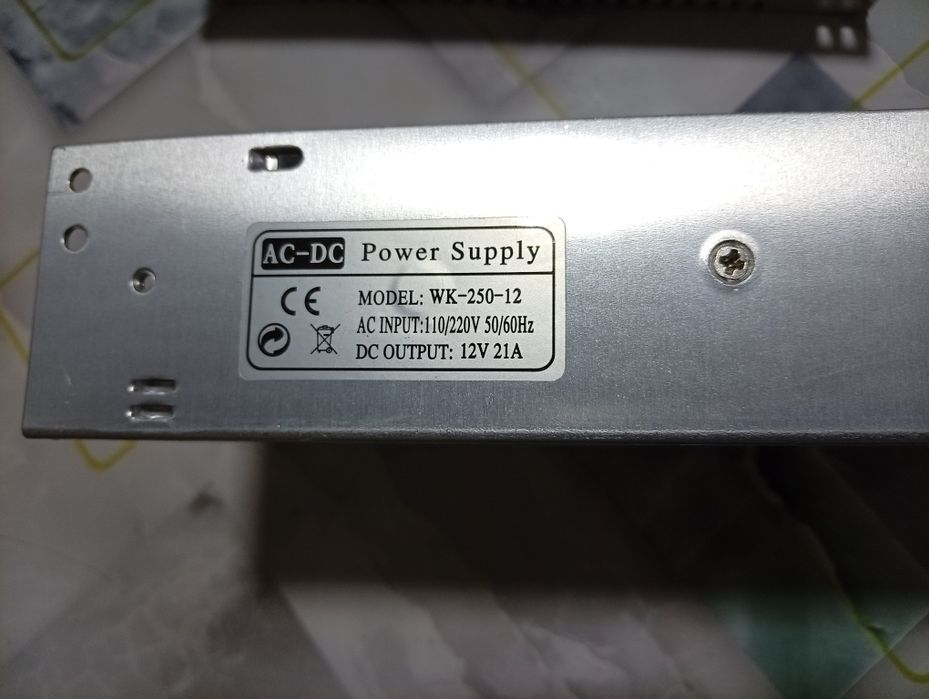 AC-DC Power Supply
CE
MODEL: WK-250-12
AC INPUT:110/220V 50/60Hz
DC OUTPUT: 12V 21A